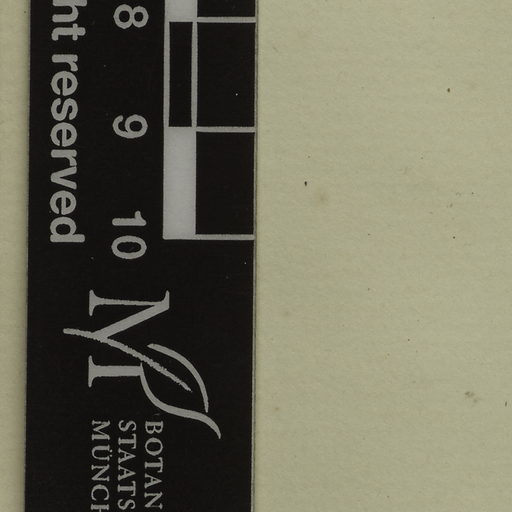 ht reserved
8
9
10
M
BOTAN
STAATS
MÜNCH